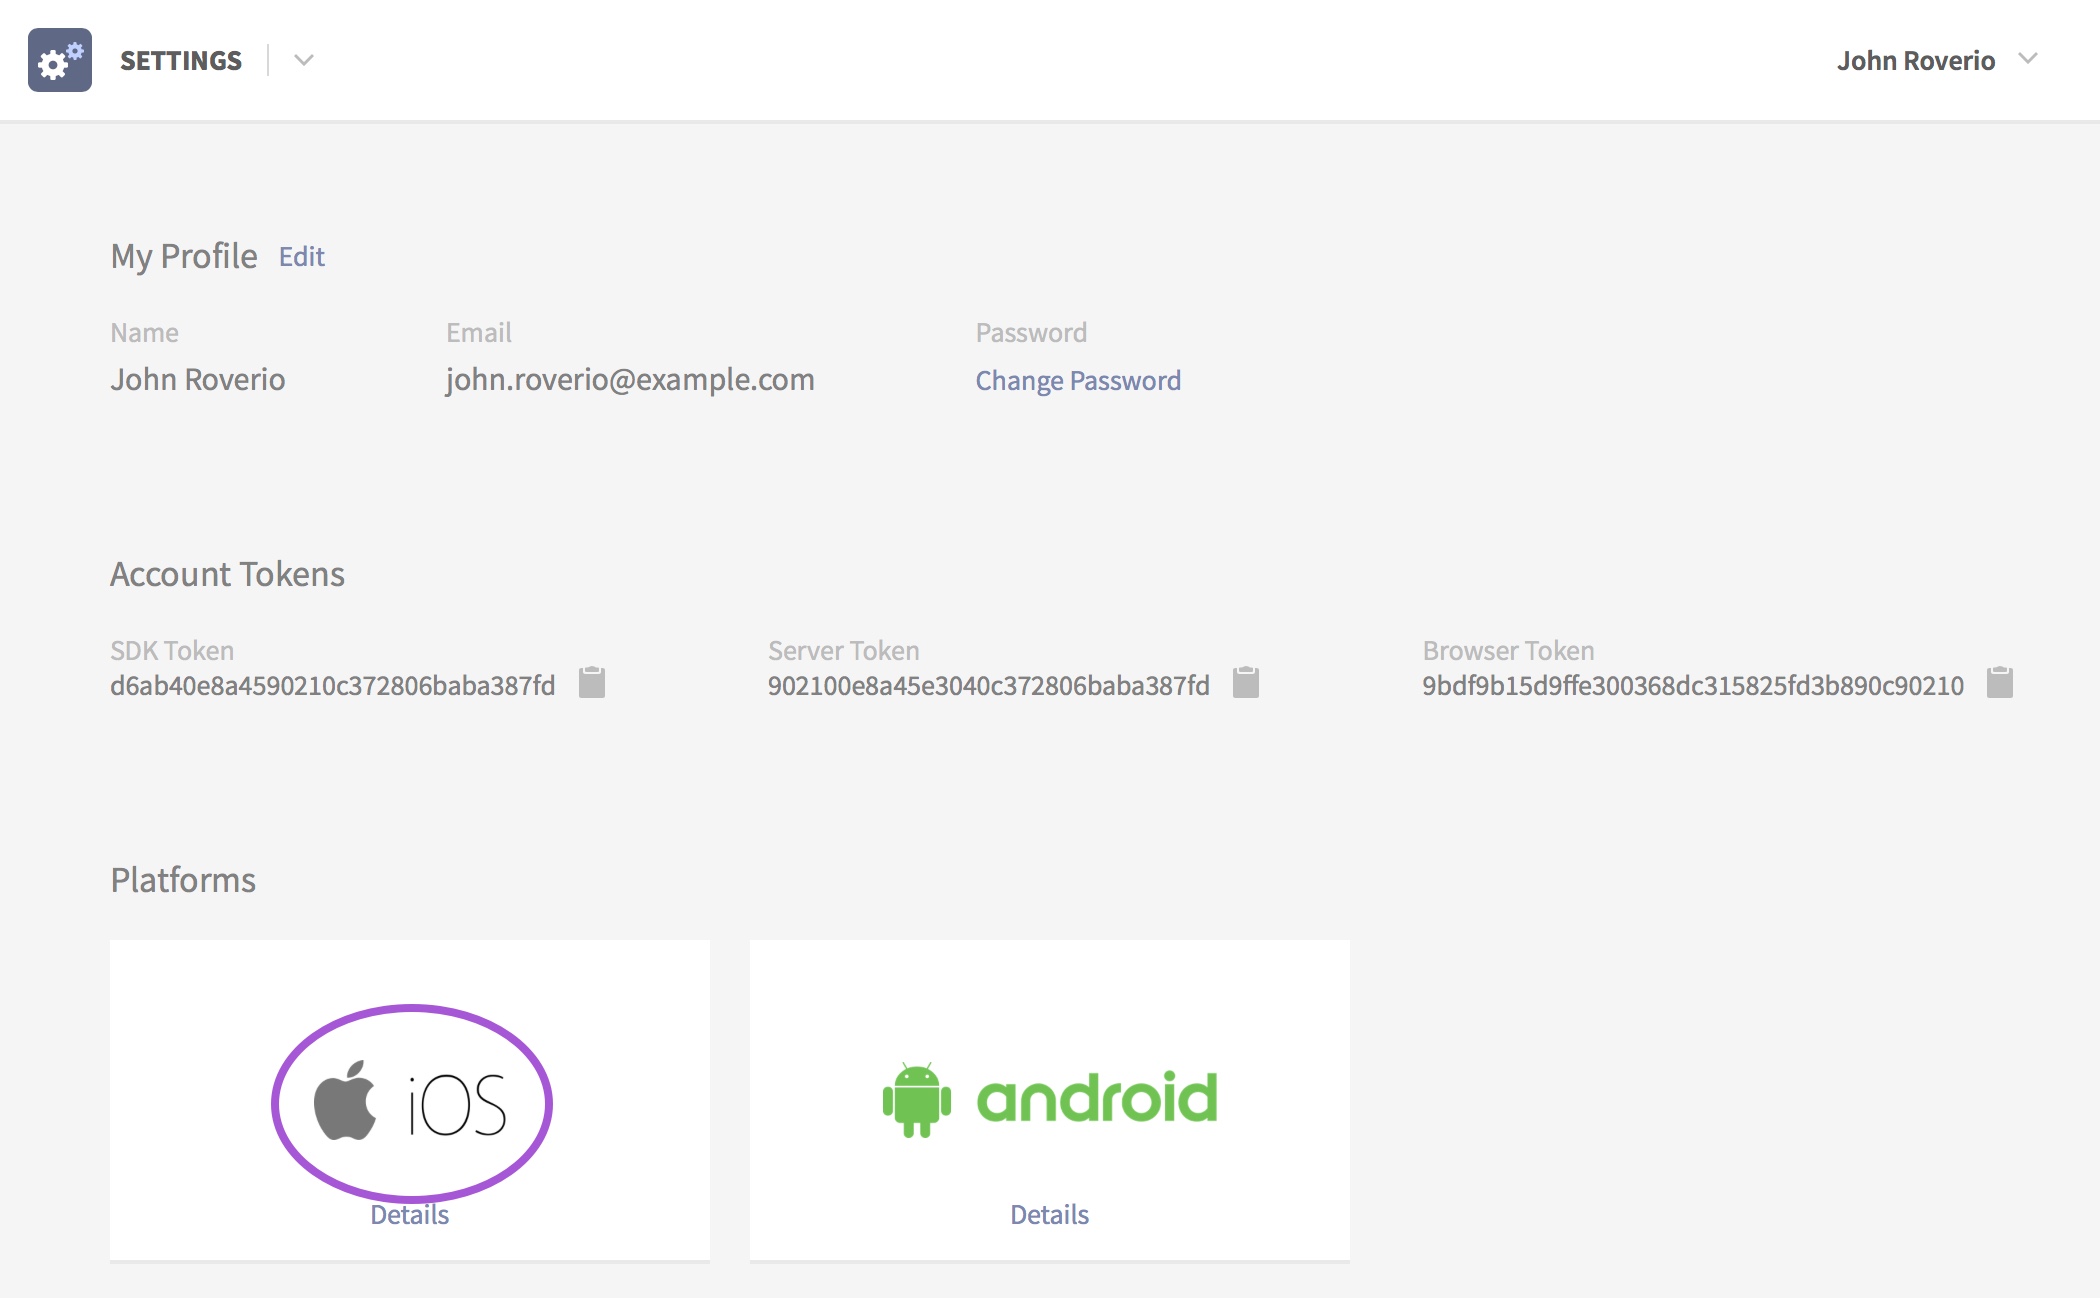 SETTINGS
John Roverio
My Profile Edit
Name Email Password
John Roverio john.roverio@example.com Change Password
Account Tokens
SDK Token Server Token Browser Token
d6ab40e8a4590210c372806baba387fd 902100e8a45e3040c372806baba387fd 9bdf9b15d9ffe300368dc315825fd3b890c90210
Platforms
iOS android
Details Details